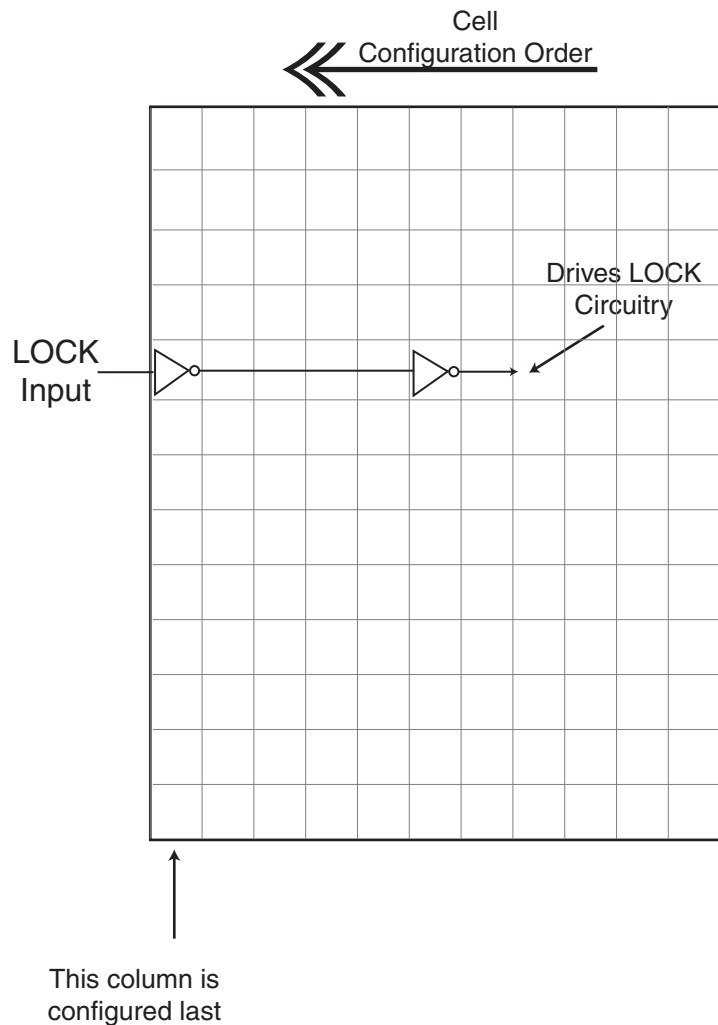 Cell
Configuration Order
Drives LOCK
Circuitry
LOCK
Input
This column is
configured last